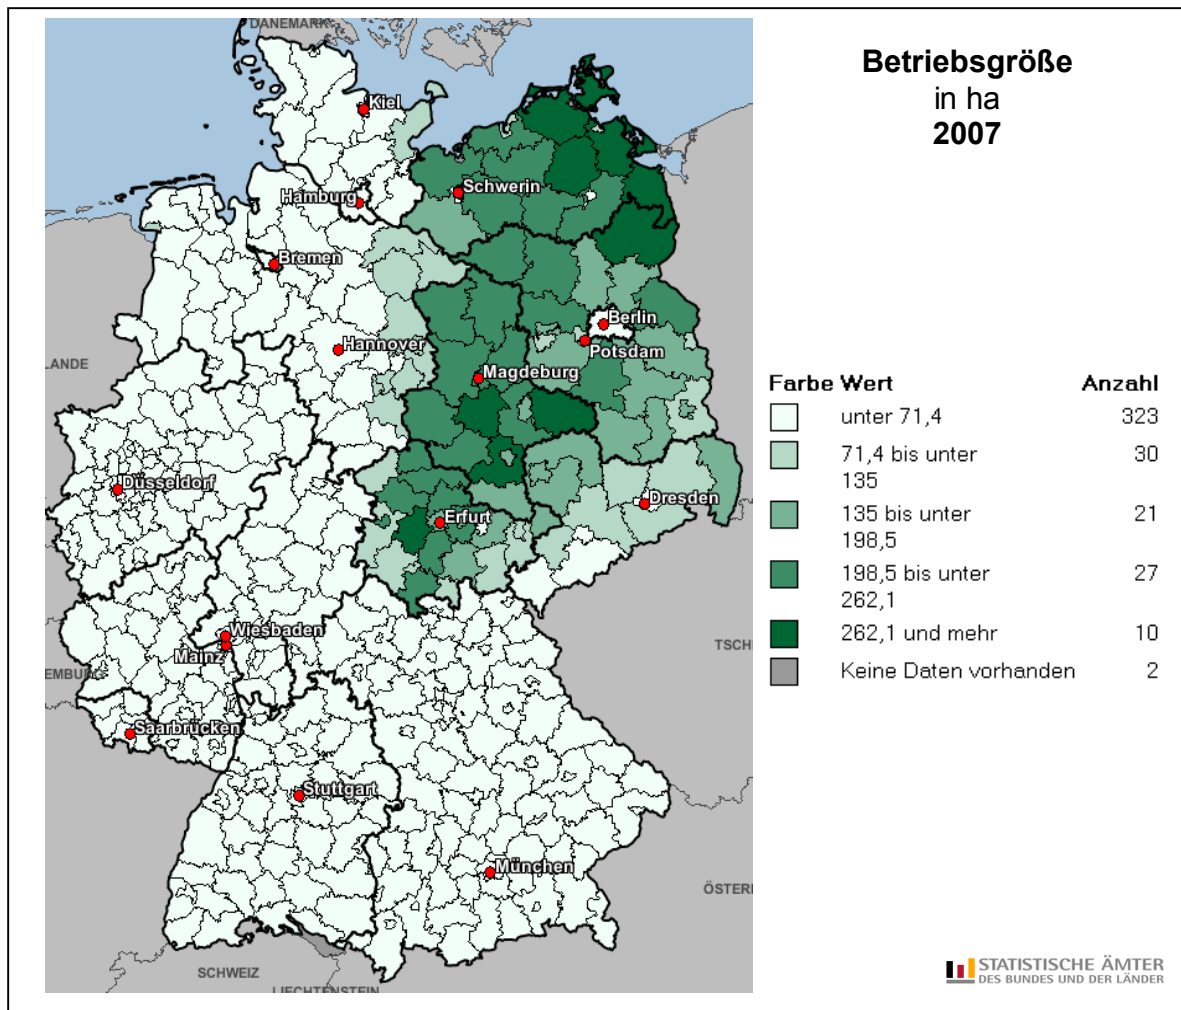 Betriebsgröße
in ha
2007
DÄNEMARK
Kiel
Schwerin
Hamburg
Bremen
Berlin
Hannover
Potsdam
LANDE
Magdeburg
Düsseldorf
Dresden
Erfurt
Wiesbaden
Mainz
TSCH
EMBURG
Saarbrücken
Stuttgart
München
ÖSTER
SCHWEIZ
LIECHTENSTEIN
Farbe Wert Anzahl
unter 71,4 323
71,4 bis unter 30
135
135 bis unter 21
198,5
198,5 bis unter 27
262,1
262,1 und mehr 10
Keine Daten vorhanden 2
STATISTISCHE ÄMTER
DES BUNDES UND DER LÄNDER